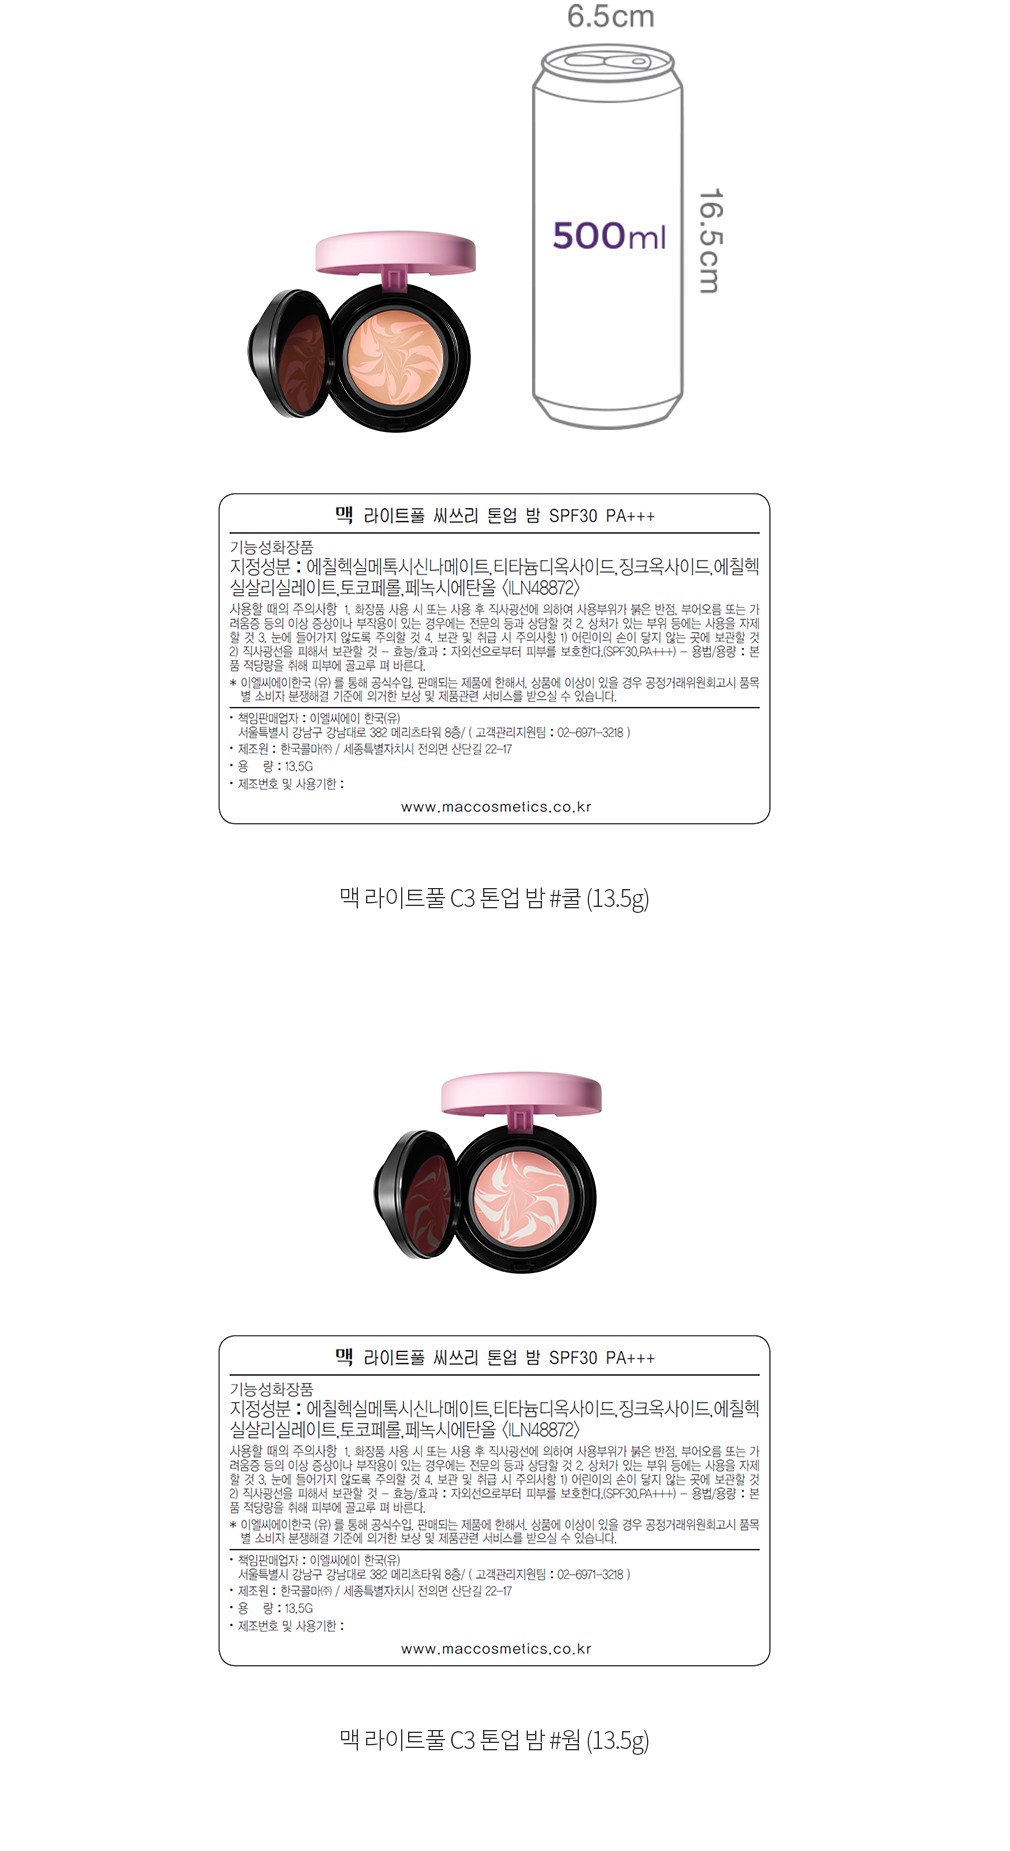 6.5cm
500ml
16.5cm
맥 라이트풀 씨쓰리 톤업 밤 SPF30 PA+++
기능성화장품
지정성분 : 에칠헥실메톡시신나메이트,티타늄디옥사이드,징크옥사이드,에칠헥
실살리실레이트,토코페롤,페녹시에탄올 <ILN48872>
사용할 때의 주의사항 1. 화장품 사용 시 또는 사용 후 직사광선에 의하여 사용부위가 붉은 반점, 부어오름 또는 가
려움증 등의 이상 증상이나 부작용이 있는 경우에는 전문의 등과 상담할 것 2. 상처가 있는 부위 등에는 사용을 자제
할 것 3. 눈에 들어가지 않도록 주의할 것 4. 보관 및 취급 시 주의사항 1) 어린이의 손이 닿지 않는 곳에 보관할 것
2) 직사광선을 피해서 보관할 것 – 효능/효과 : 자외선으로부터 피부를 보호한다.(SPF30,PA+++) – 용법/용량 : 본
품 적당량을 취해 피부에 골고루 펴 바른다.
* 이엘씨에이한국 (유) 를 통해 공식수입, 판매되는 제품에 한해서, 상품에 이상이 있을 경우 공정거래위원회고시 품목
별 소비자 분쟁해결 기준에 의거한 보상 및 제품관련 서비스를 받으실 수 있습니다.
• 책임판매업자 : 이엘씨에이 한국(유)
서울특별시 강남구 강남대로 382 메리츠타워 8층/ ( 고객관리지원팀 : 02-6971-3218 )
• 제조원 : 한국콜마㈜ / 세종특별자치시 전의면 산단길 22-17
• 용 량 : 13.5G
• 제조번호 및 사용기한 :
www.maccosmetics.co.kr
맥 라이트풀 C3 톤업 밤 #쿨 (13.5g)
맥 라이트풀 씨쓰리 톤업 밤 SPF30 PA+++
기능성화장품
지정성분 : 에칠헥실메톡시신나메이트,티타늄디옥사이드,징크옥사이드,에칠헥
실살리실레이트,토코페롤,페녹시에탄올 <ILN48872>
사용할 때의 주의사항 1. 화장품 사용 시 또는 사용 후 직사광선에 의하여 사용부위가 붉은 반점, 부어오름 또는 가
려움증 등의 이상 증상이나 부작용이 있는 경우에는 전문의 등과 상담할 것 2. 상처가 있는 부위 등에는 사용을 자제
할 것 3. 눈에 들어가지 않도록 주의할 것 4. 보관 및 취급 시 주의사항 1) 어린이의 손이 닿지 않는 곳에 보관할 것
2) 직사광선을 피해서 보관할 것 – 효능/효과 : 자외선으로부터 피부를 보호한다.(SPF30,PA+++) – 용법/용량 : 본
품 적당량을 취해 피부에 골고루 펴 바른다.
* 이엘씨에이한국 (유) 를 통해 공식수입, 판매되는 제품에 한해서, 상품에 이상이 있을 경우 공정거래위원회고시 품목
별 소비자 분쟁해결 기준에 의거한 보상 및 제품관련 서비스를 받으실 수 있습니다.
• 책임판매업자 : 이엘씨에이 한국(유)
서울특별시 강남구 강남대로 382 메리츠타워 8층/ ( 고객관리지원팀 : 02-6971-3218 )
• 제조원 : 한국콜마㈜ / 세종특별자치시 전의면 산단길 22-17
• 용 량 : 13.5G
• 제조번호 및 사용기한 :
www.maccosmetics.co.kr
맥 라이트풀 C3 톤업 밤 #웜 (13.5g)